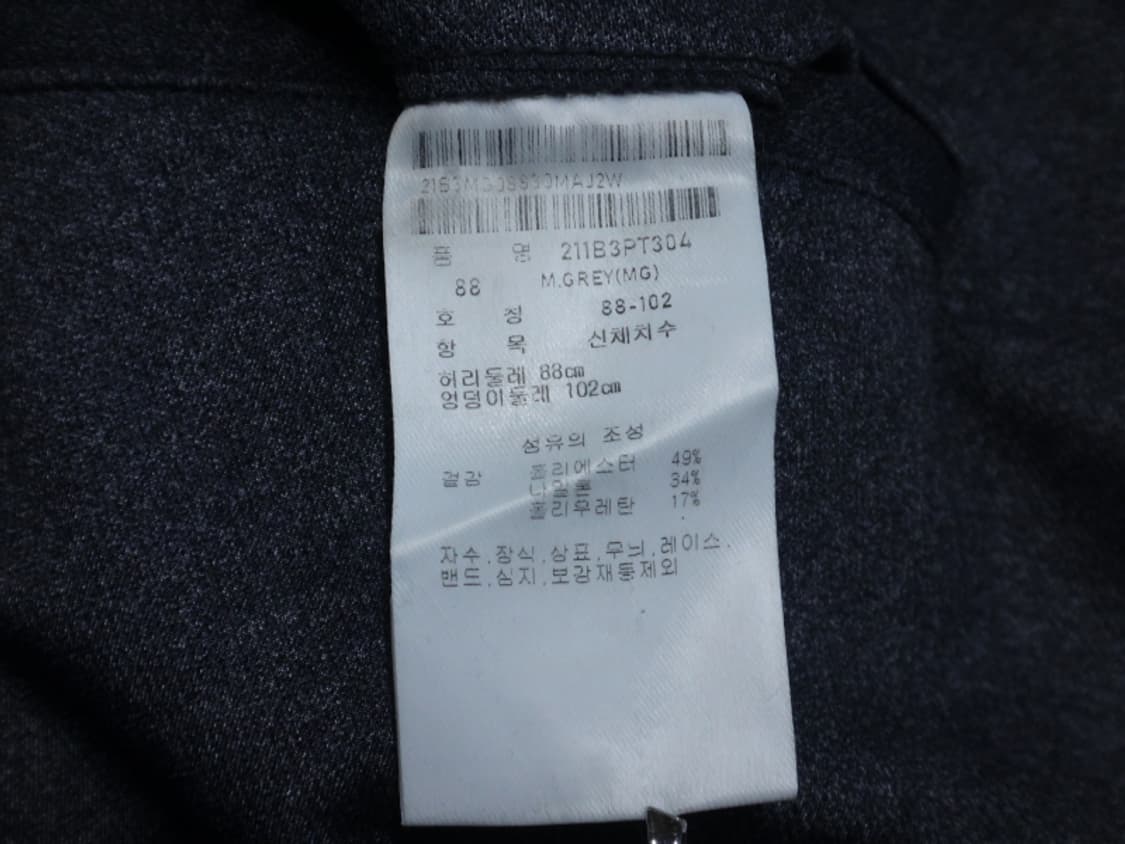 품 명 211B3PT304
88 M.GREY(MG)
호 칭 88-102
항 목 신체치수
허리둘레 88cm
엉덩이둘레 102cm
섬유의 조성
겉감 폴리에스터 49%
나일론 34%
폴리우레탄 17%
자수.장식.상표.무늬.레이스.
밴드.심지.보강재등제외